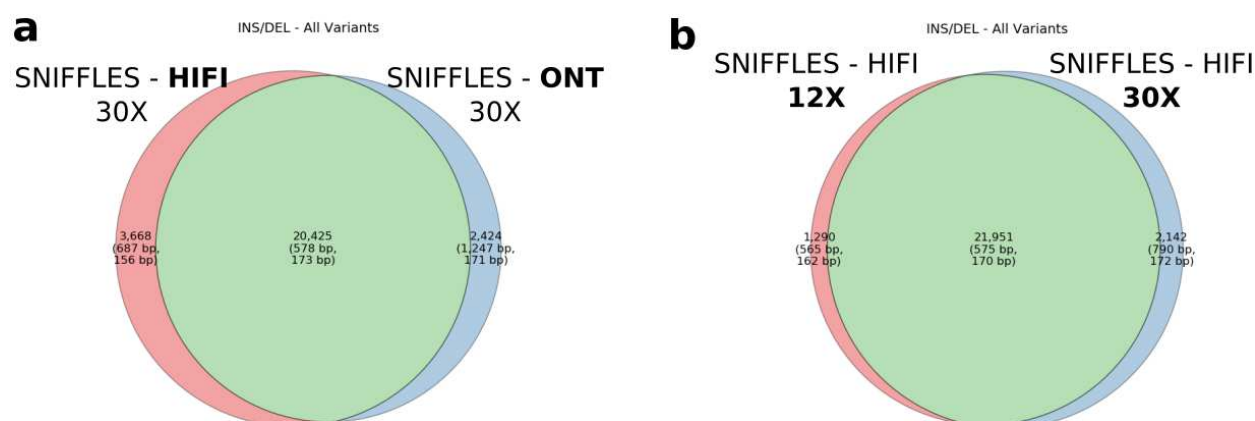 a
INS/DEL - All Variants
SNIFFLES - HIFI
30X
SNIFFLES - ONT
30X
3,668
(687 bp,
156 bp)
20,425
(578 bp,
173 bp)
2,424
(1,247 bp,
171 bp)
b
INS/DEL - All Variants
SNIFFLES - HIFI
12X
SNIFFLES - HIFI
30X
1,290
(565 bp,
162 bp)
21,951
(575 bp,
170 bp)
2,142
(790 bp,
172 bp)